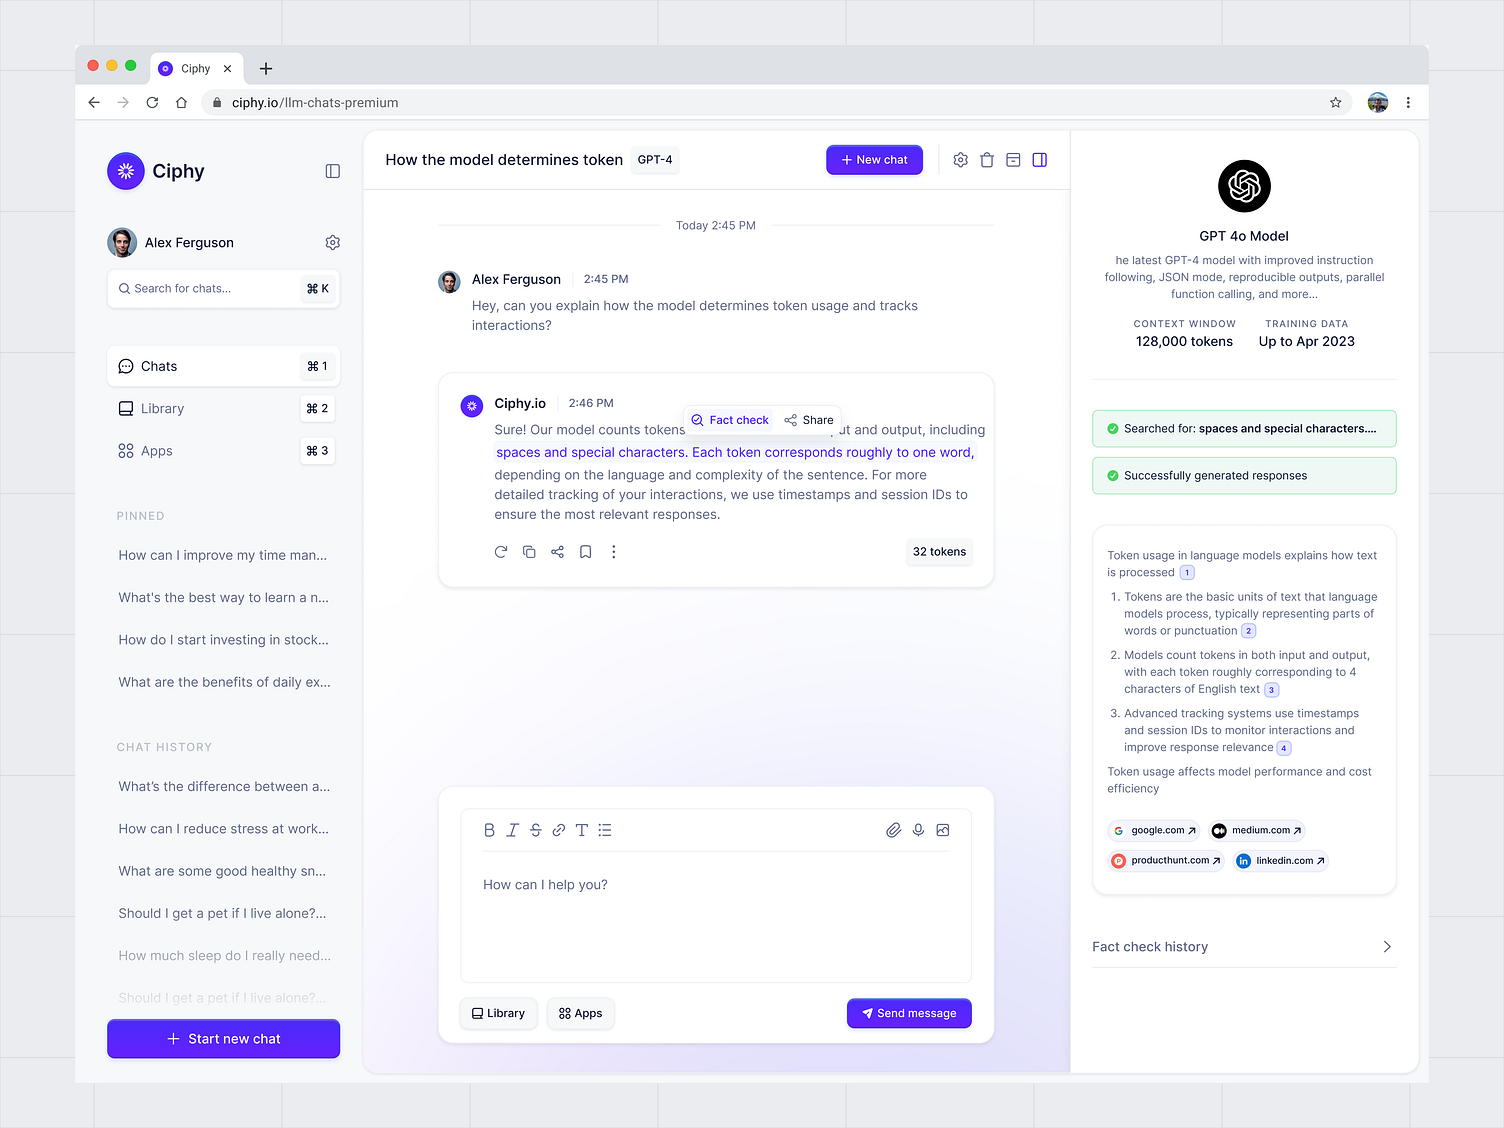 Ciphy
ciphy.io/llm-chats-premium
Ciphy
Alex Ferguson
Search for chats...
⌘ K
Chats
⌘ 1
Library
⌘ 2
Apps
⌘ 3
PINNED
How can I improve my time man...
What's the best way to learn a n...
How do I start investing in stock...
What are the benefits of daily ex...
CHAT HISTORY
What's the difference between a...
How can I reduce stress at work...
What are some good healthy sn...
Should I get a pet if I live alone?...
How much sleep do I really need...
Should I get a pet if I live alone?...
Start new chat
How the model determines token
GPT-4
New chat
Today 2:45 PM
Alex Ferguson
2:45 PM
Hey, can you explain how the model determines token usage and tracks
interactions?
Ciphy.io
2:46 PM
Fact check
Share
Sure! Our model counts tokens ut and output, including
spaces and special characters. Each token corresponds roughly to one word,
depending on the language and complexity of the sentence. For more
detailed tracking of your interactions, we use timestamps and session IDs to
ensure the most relevant responses.
32 tokens
How can I help you?
Library
Apps
Send message
GPT 4o Model
he latest GPT-4 model with improved instruction
following, JSON mode, reproducible outputs, parallel
function calling, and more...
CONTEXT WINDOW
128,000 tokens
TRAINING DATA
Up to Apr 2023
Searched for: spaces and special characters....
Successfully generated responses
Token usage in language models explains how text
is processed 1
1. Tokens are the basic units of text that language
models process, typically representing parts of
words or punctuation 2
2. Models count tokens in both input and output,
with each token roughly corresponding to 4
characters of English text 3
3. Advanced tracking systems use timestamps
and session IDs to monitor interactions and
improve response relevance 4
Token usage affects model performance and cost
efficiency
google.com
medium.com
producthunt.com
linkedin.com
Fact check history